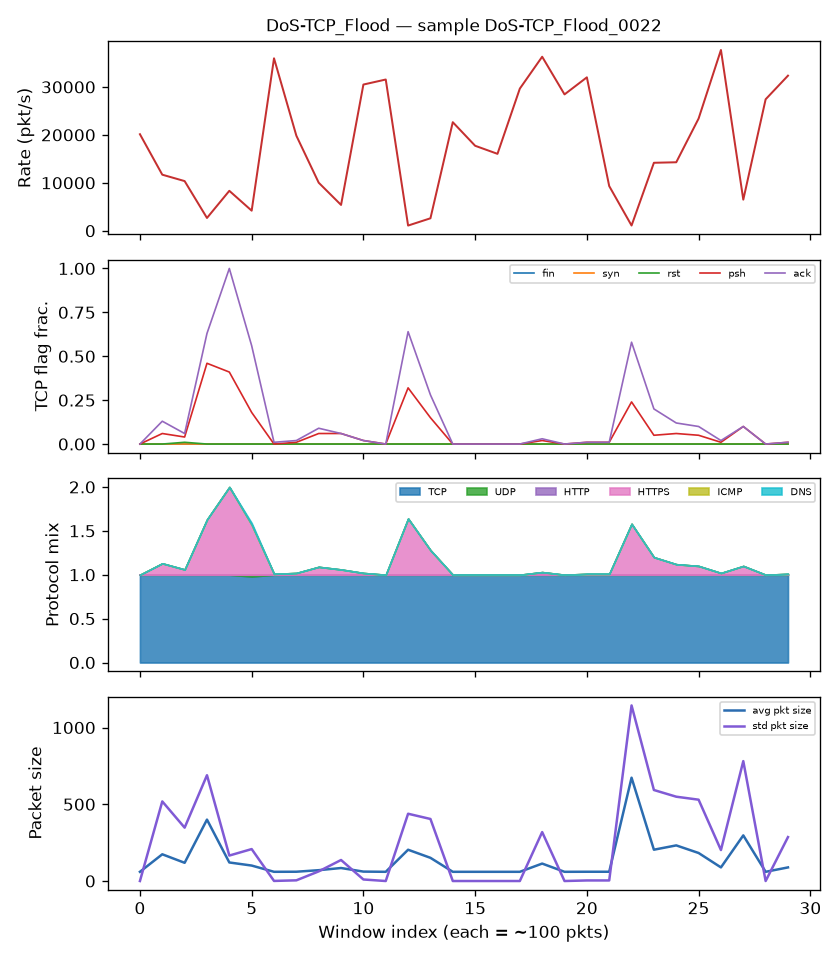 DoS-TCP_Flood — sample DoS-TCP_Flood_0022
Rate (pkt/s)
30000
20000
10000
0
TCP flag frac.
1.00
0.75
0.50
0.25
0.00
fin syn rst psh ack
Protocol mix
2.0
1.5
1.0
0.5
0.0
TCP UDP HTTP HTTPS ICMP DNS
Packet size
1000
500
0
avg pkt size
std pkt size
0 5 10 15 20 25 30
Window index (each = ~100 pkts)